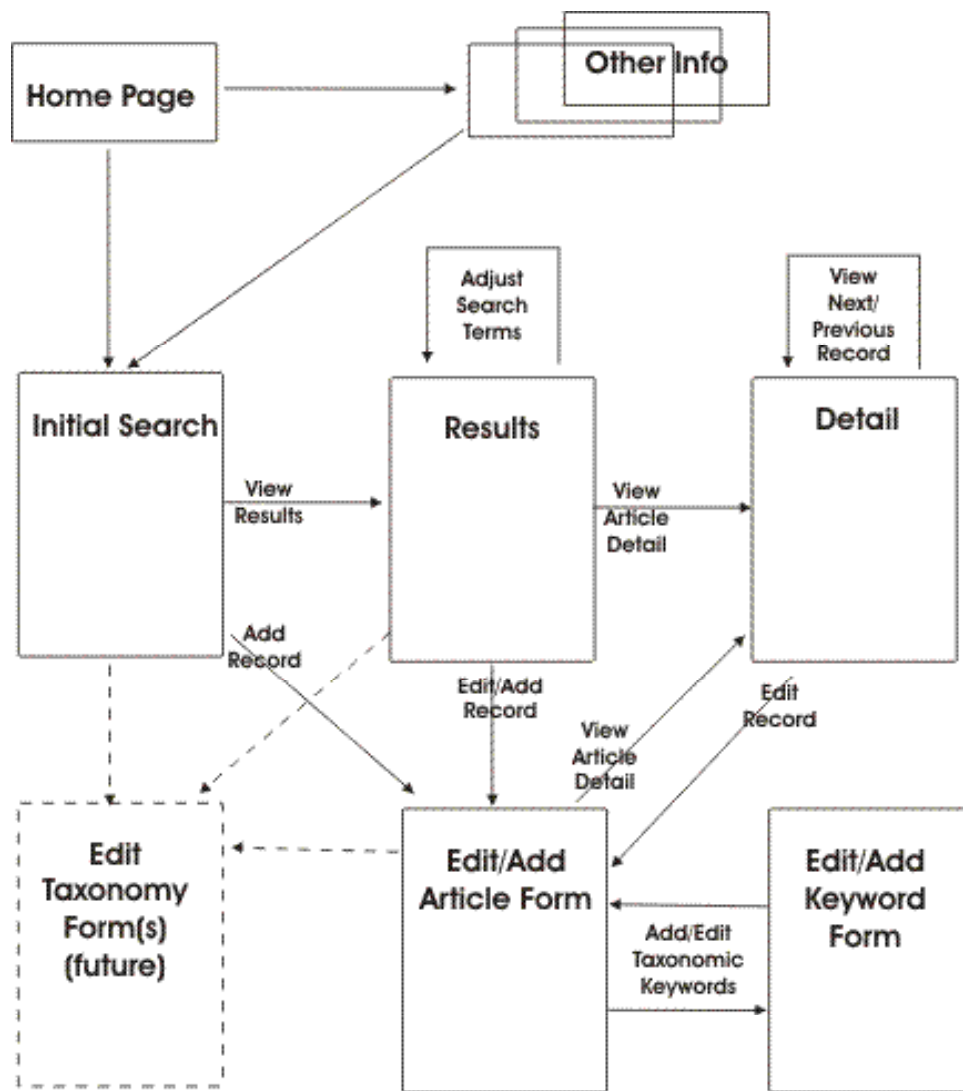 Other Info
Home Page
Adjust
Search
Terms
View
Next/
Previous
Record
Initial Search
Results
Detail
View
Results
View
Article
Detail
Add
Record
Edit/Add
Record
View
Article
Detail
Edit
Record
Edit
Taxonomy
Form(s)
(future)
Edit/Add
Article Form
Edit/Add
Keyword
Form
Add/Edit
Taxonomic
Keywords